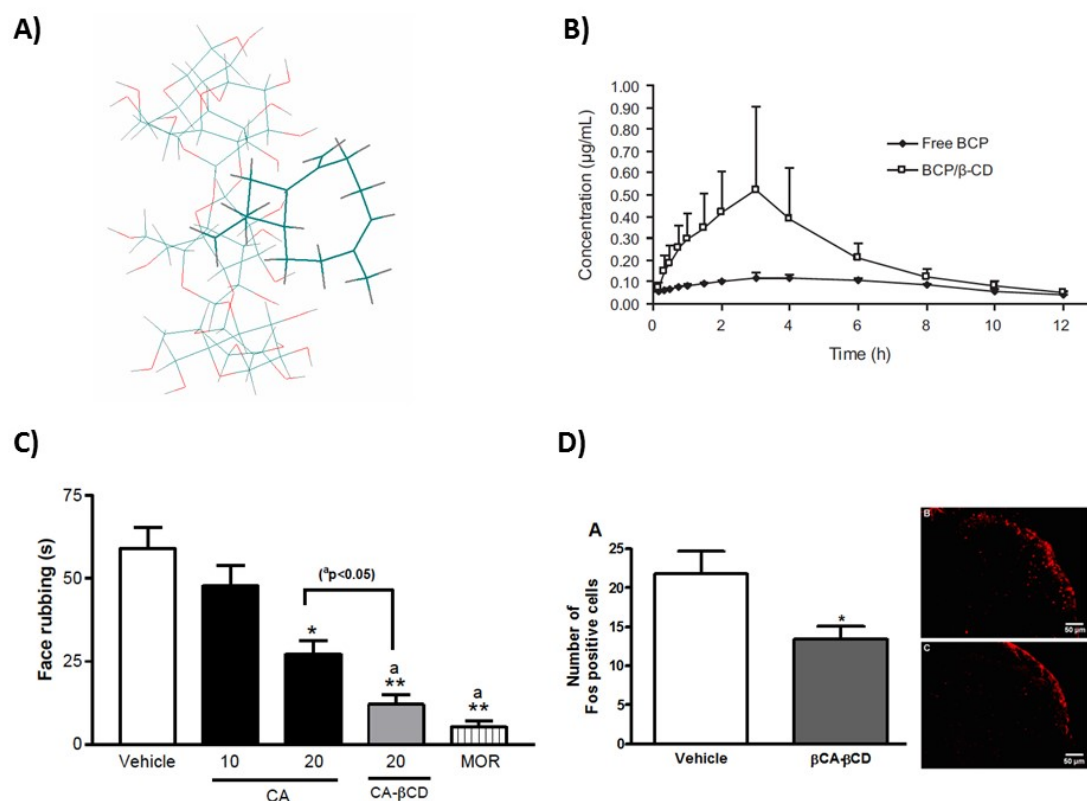 A)
B)
Concentration (µg/mL)
1.00
0.90
0.80
0.70
0.60
0.50
0.40
0.30
0.20
0.10
0.00
Free BCP
BCP/β-CD
0 2 4 6 8 10 12
Time (h)
C)
Face rubbing (s)
75
50
25
0
(ªp<0.05)
*
a
**
a
**
Vehicle 10 20 20 MOR
CA CA-βCD
D)
A
Number of
Fos positive cells
25
20
15
10
5
0
*
Vehicle βCA-βCD
B
50 µm
C
50 µm